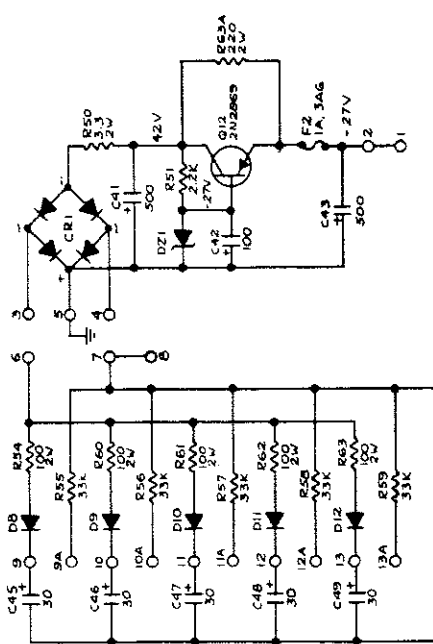 R63A
220
2W
R50
3.3
2W
42V
Q12
2N2869
F2
1A, 3AG
-27V
2
1
C41
500
R51
2.2K
-27V
DZ1
C42
100
C43
500
CR1
+
3
5
4
6
7
8
R54
100
2W
R55
33K
R60
100
2W
R56
33K
R61
100
2W
R57
33K
R62
100
2W
R58
33K
R63
100
2W
R59
33K
D8
D9
D10
D11
D12
9
9A
10
10A
11
11A
12
12A
13
13A
C45
30
C46
30
C47
30
C48
30
C49
30